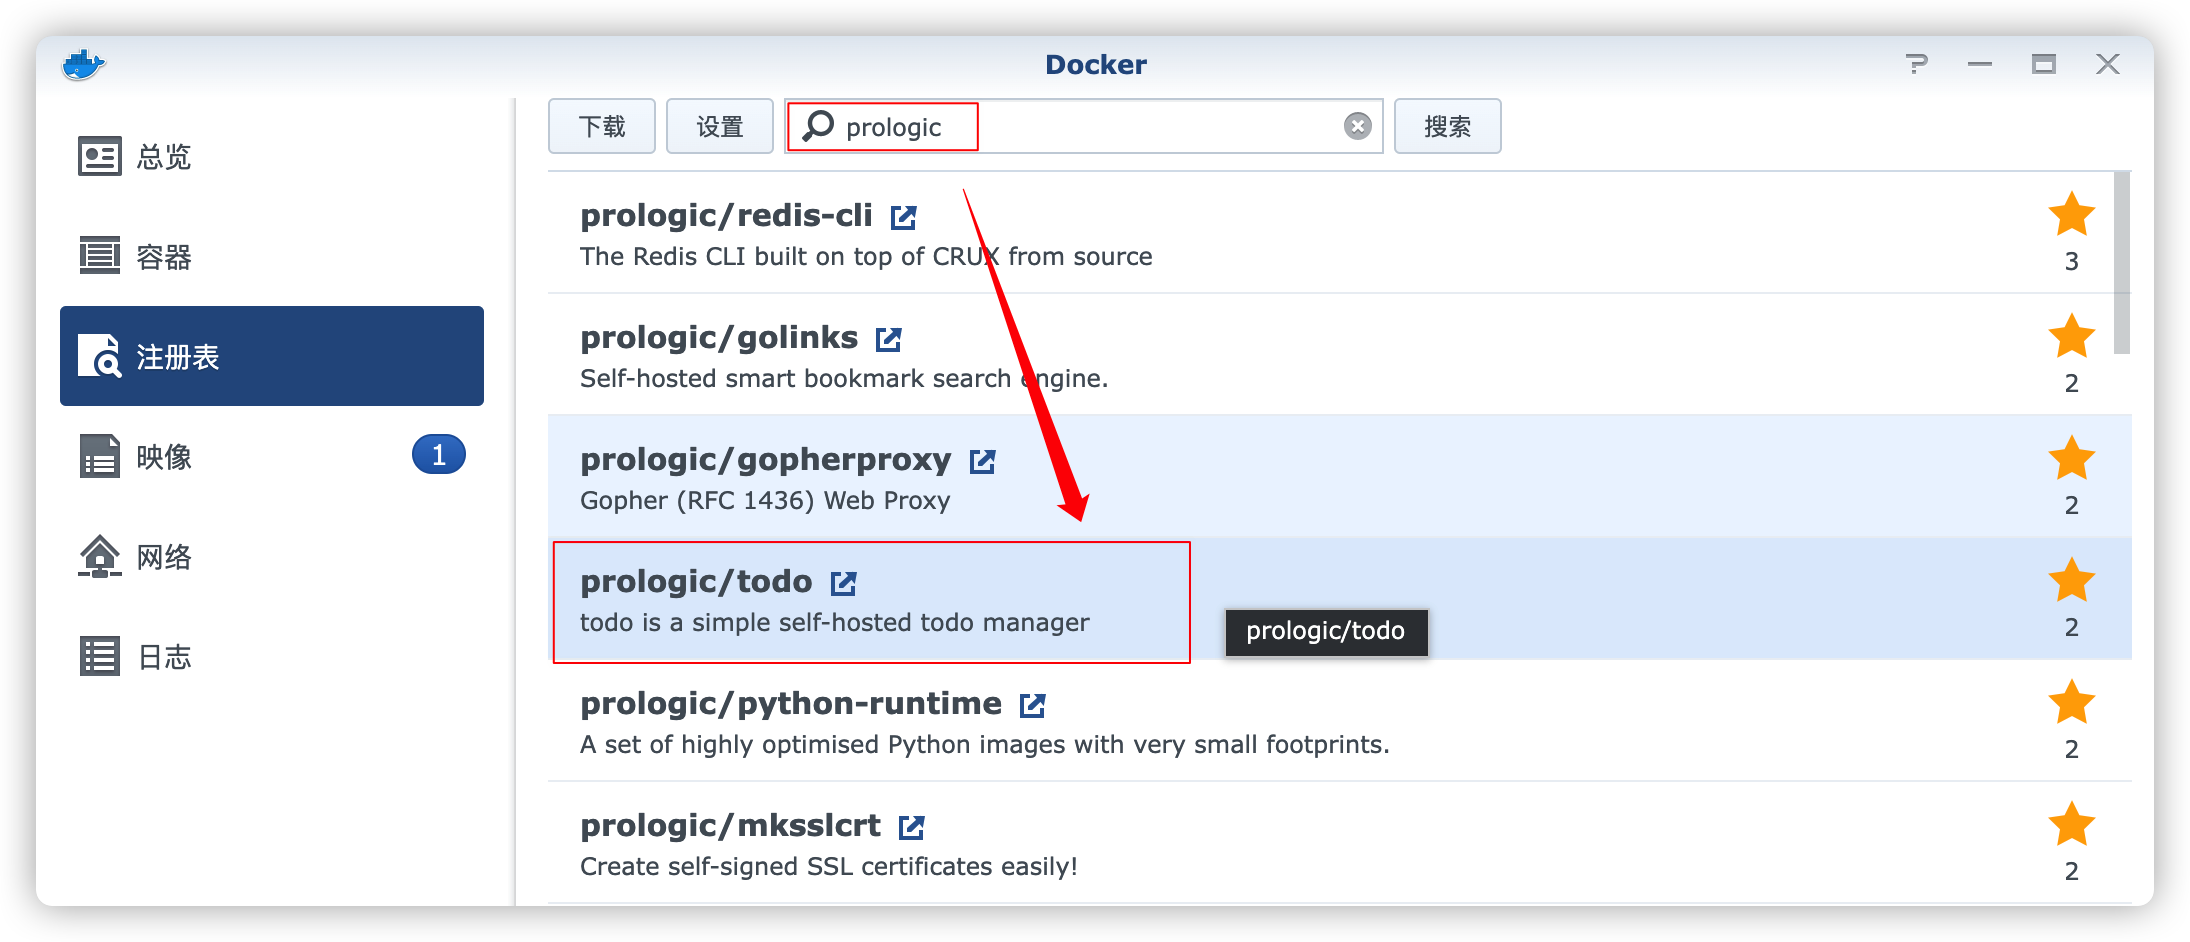 Docker
总览
容器
注册表
映像
1
网络
日志
下载
设置
prologic
搜索
prologic/redis-cli
The Redis CLI built on top of CRUX from source
3
prologic/golinks
Self-hosted smart bookmark search engine.
2
prologic/gopherproxy
Gopher (RFC 1436) Web Proxy
2
prologic/todo
todo is a simple self-hosted todo manager
prologic/todo
2
prologic/python-runtime
A set of highly optimised Python images with very small footprints.
2
prologic/mksslcrt
Create self-signed SSL certificates easily!
2